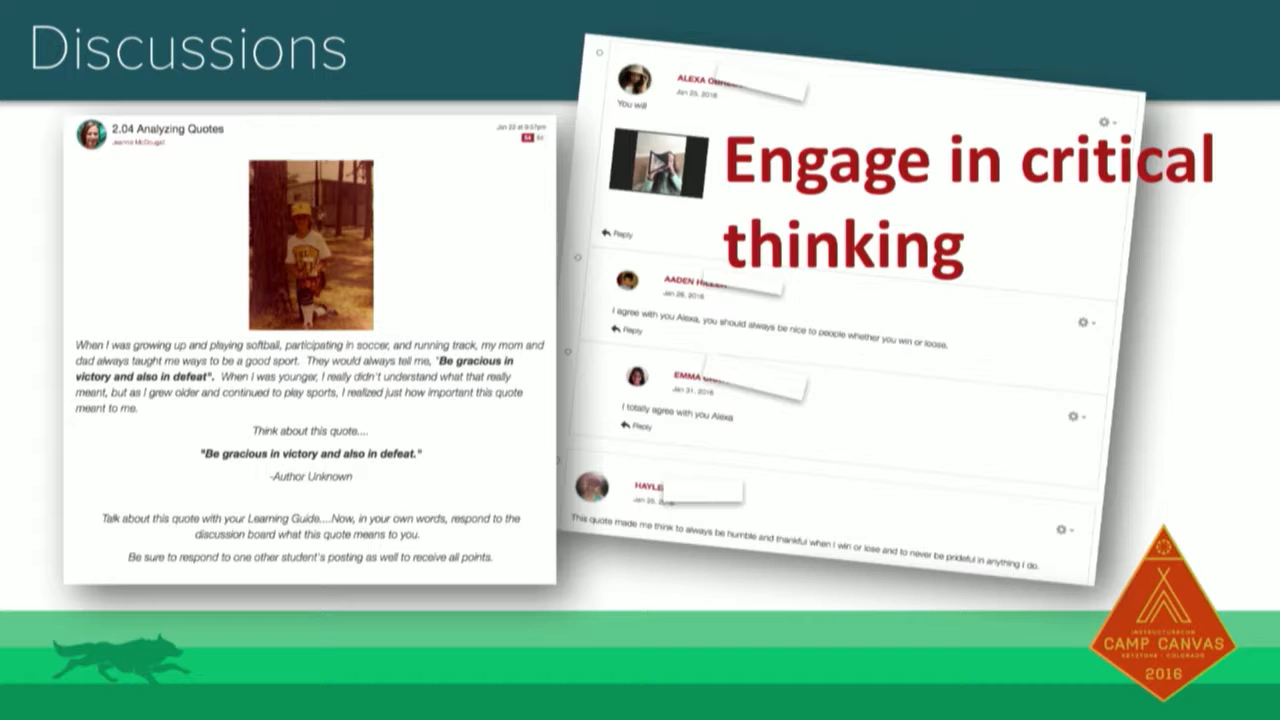 Discussions
2.04 Analyzing Quotes
Jeanna McDougal
Jan 22 at 9:57pm
When I was growing up and playing softball, participating in soccer, and running track, my mom and
dad always taught me ways to be a good sport. They would always tell me, "Be gracious in
victory and also in defeat". When I was younger, I really didn't understand what that really
meant, but as I grew older and continued to play sports, I realized just how important this quote
meant to me.
Think about this quote....
"Be gracious in victory and also in defeat."
-Author Unknown
Talk about this quote with your Learning Guide....Now, in your own words, respond to the
discussion board what this quote means to you.
Be sure to respond to one other student's posting as well to receive all points.
ALEXA
Jan 25, 2016
You will
Engage in critical
thinking
Reply
AADEN
Jan 26, 2016
I agree with you Alexa, you should always be nice to people whether you win or loose.
Reply
EMMA
Jan 31, 2016
I totally agree with you Alexa
Reply
HAYLE
Jan 25,
This quote made me think to always be humble and thankful when I win or lose and to never be prideful in anything I do.
INSTRUCTURECON
CAMP CANVAS
KEYSTONE - COLORADO
2016